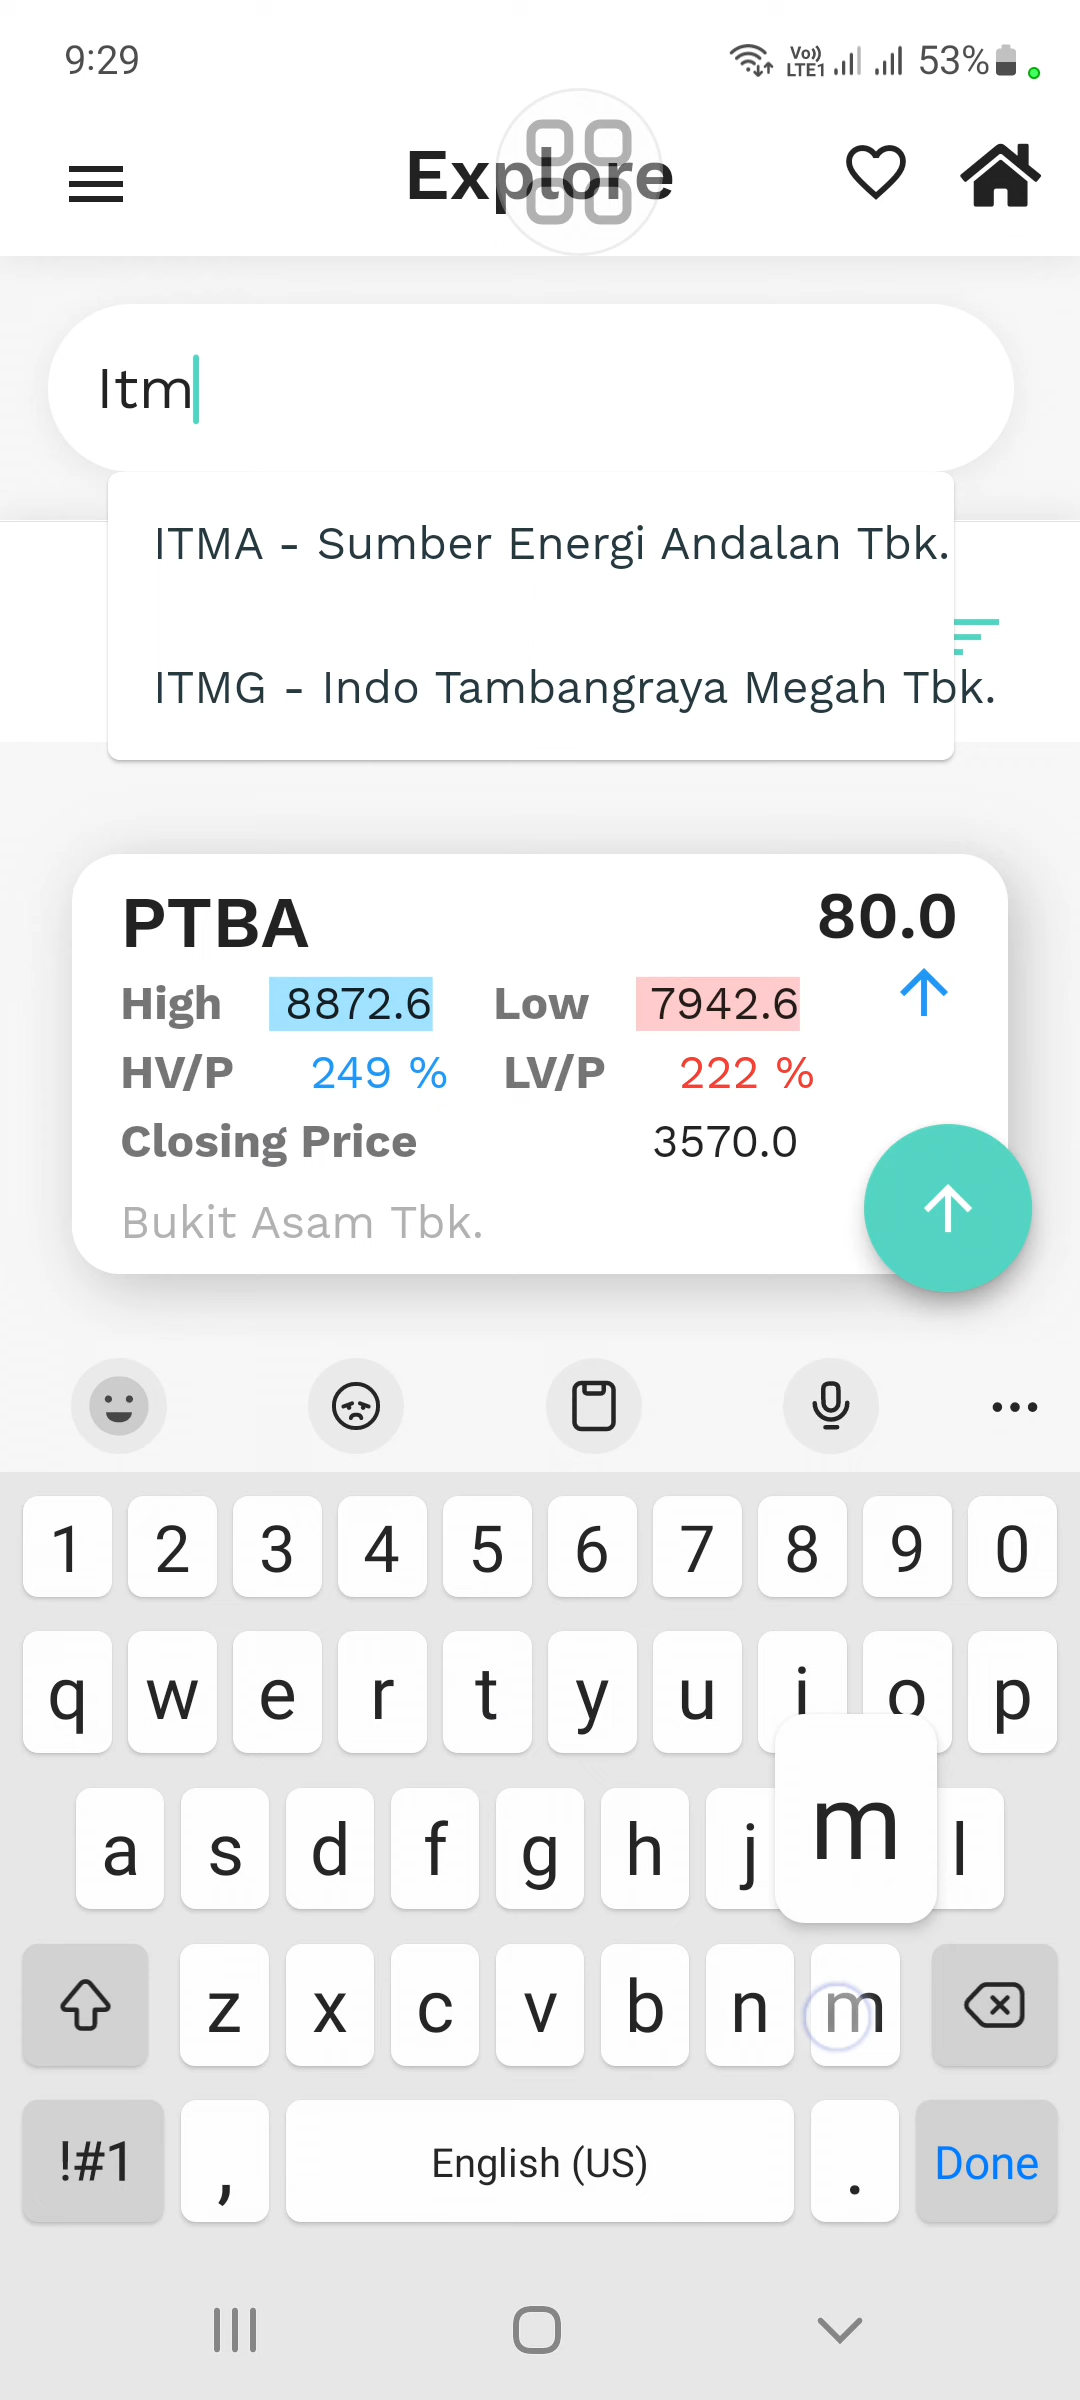 9:29
Vo)) LTE1 53%
Explore
Itm
ITMA - Sumber Energi Andalan Tbk.
ITMG - Indo Tambangraya Megah Tbk.
PTBA 80.0
High 8872.6 Low 7942.6
HV/P 249 % LV/P 222 %
Closing Price 3570.0
Bukit Asam Tbk.
1 2 3 4 5 6 7 8 9 0
q w e r t y u i o p
m
a s d f g h j l
z x c v b n m
!#1 , English (US) . Done